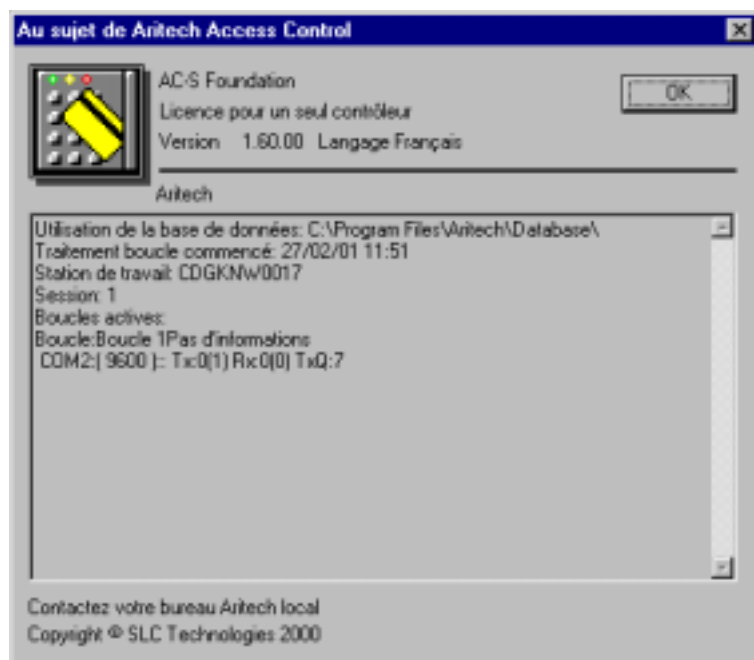 Au sujet de Aritech Access Control
AC-S Foundation
OK
Licence pour un seul contrôleur
Version 1.60.00 Langage Français
Aritech
Utilisation de la base de données: C:\Program Files\Aritech\Database\
Traitement boucle commencé: 27/02/01 11:51
Station de travail: CDGKNW0017
Session: 1
Boucles actives:
Boucle:Boucle 1Pas d'informations
COM2:( 9600 ):: Tx:0(1) Rx:0(0) TxQ:7
Contactez votre bureau Aritech local
Copyright © SLC Technologies 2000